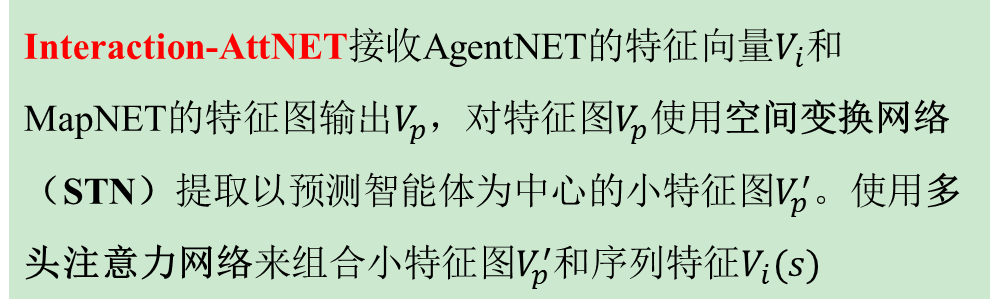 Interaction-AttNET接收AgentNET的特征向量V_i和
MapNET的特征图输出V_p，对特征图V_p使用空间变换网络
（STN）提取以预测智能体为中心的小特征图V_p′。使用多
头注意力网络来组合小特征图V_p′和序列特征V_i(s)